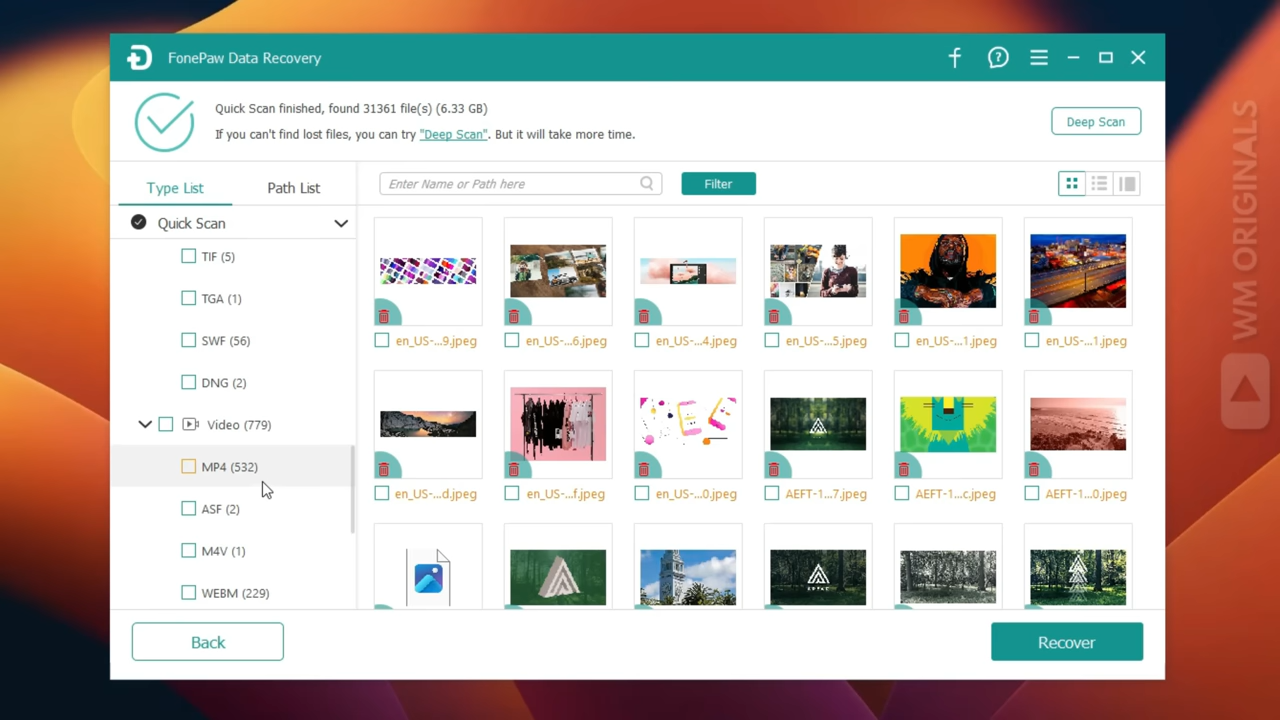 FonePaw Data Recovery
Quick Scan finished, found 31361 file(s) (6.33 GB)
If you can't find lost files, you can try "Deep Scan". But it will take more time.
Deep Scan
Type List
Path List
Enter Name or Path here
Filter
Quick Scan
TIF (5)
TGA (1)
SWF (56)
DNG (2)
Video (779)
MP4 (532)
ASF (2)
M4V (1)
WEBM (229)
en_US-...9.jpeg
en_US-...6.jpeg
en_US-...4.jpeg
en_US-...5.jpeg
en_US-...1.jpeg
en_US-...1.jpeg
en_US-...d.jpeg
en_US-...f.jpeg
en_US-...0.jpeg
AEFT-1...7.jpeg
AEFT-1...c.jpeg
AEFT-1...0.jpeg
Back
Recover
WM ORIGINALS